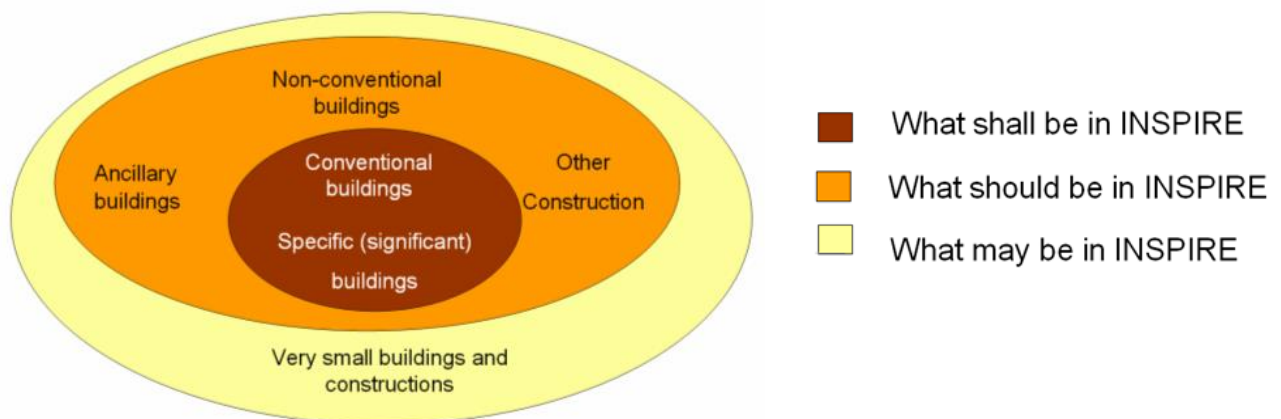 Non-conventional
buildings
Ancillary
buildings
Conventional
buildings
Specific (significant)
buildings
Other
Construction
Very small buildings and
constructions
What shall be in INSPIRE
What should be in INSPIRE
What may be in INSPIRE